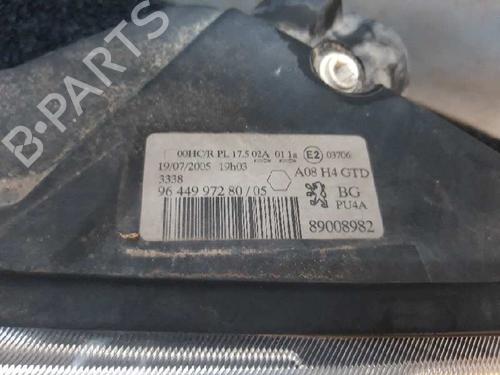 B-PARTS
00HC/R PL 17.5 02A 01 1a E2 03706
19/07/2005 19h03 A08 H4 GTD
3338
96 449 972 80 / 05 BG
PU4A
89008982